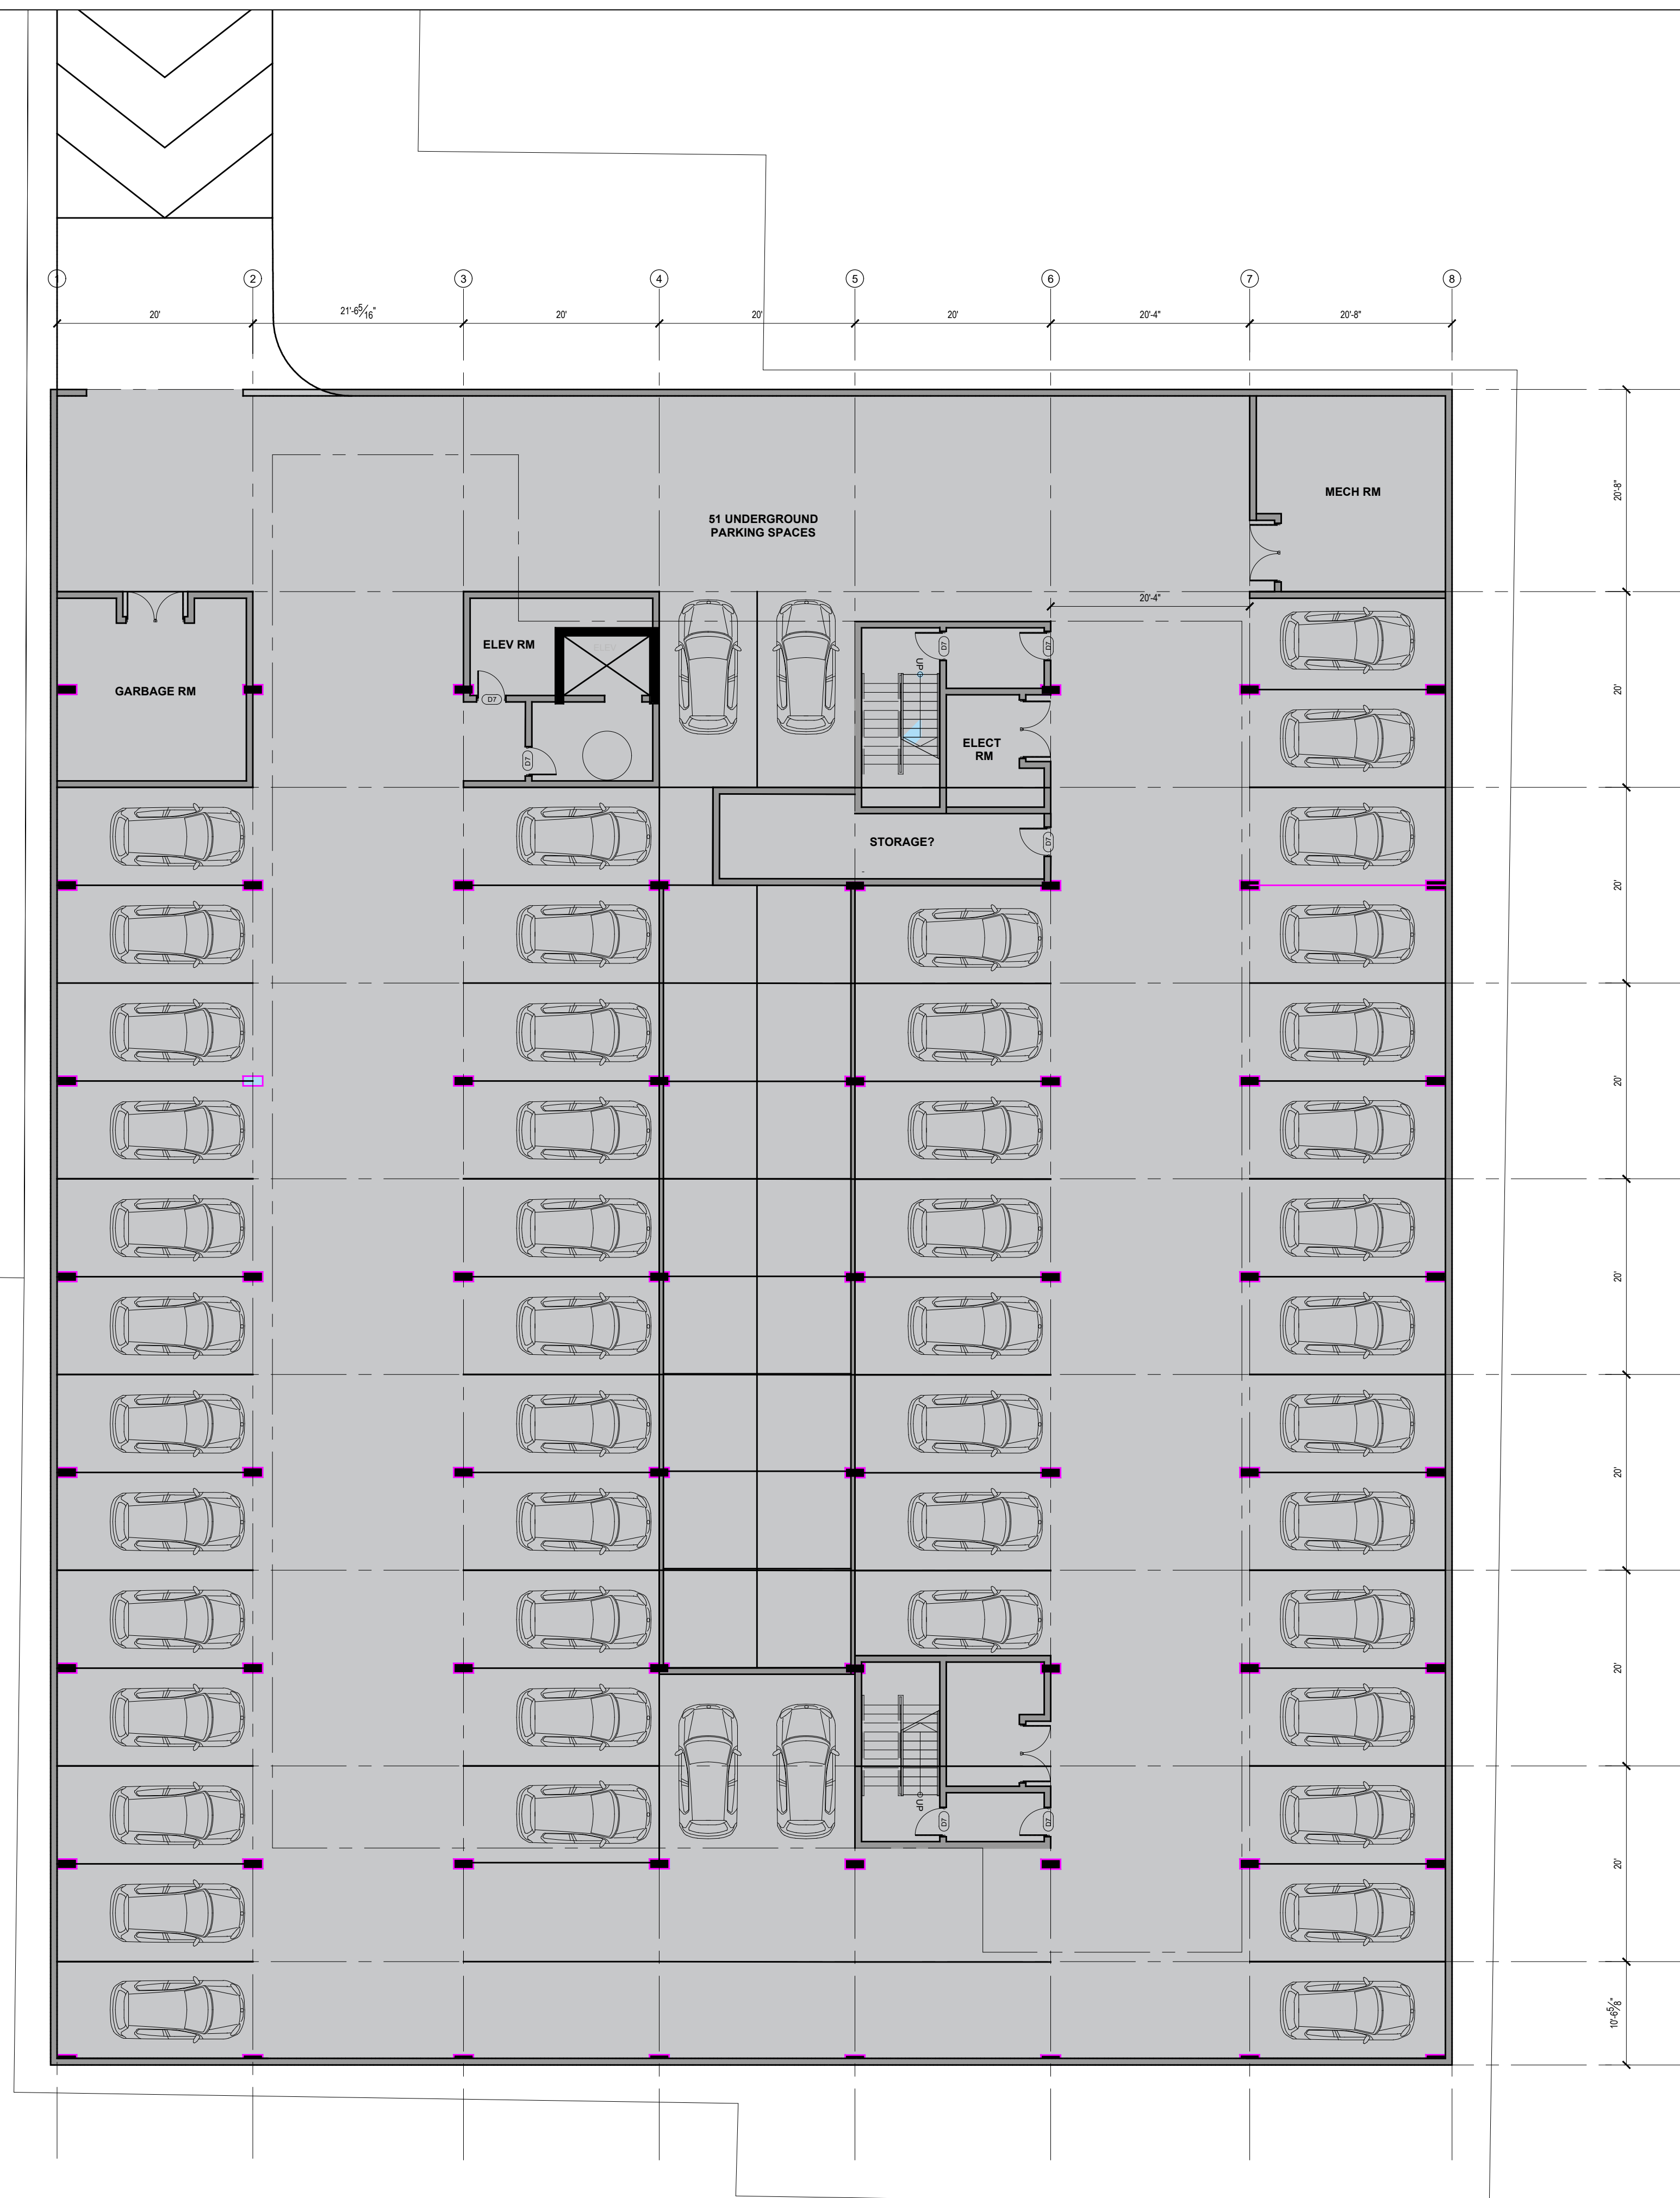 1 2 3 4 5 6 7 8
20' 21'-6 5/16" 20' 20' 20' 20'-4" 20'-8"
MECH RM
20'-8"
51 UNDERGROUND
PARKING SPACES
20'-4"
ELEV RM
ELEV
D7
D7
GARBAGE RM
20'
UP
D7
ELECT
RM
D7
STORAGE?
D7
20'
20'
20'
20'
20'
D7
UP
D7
20'
10'-6 5/8"